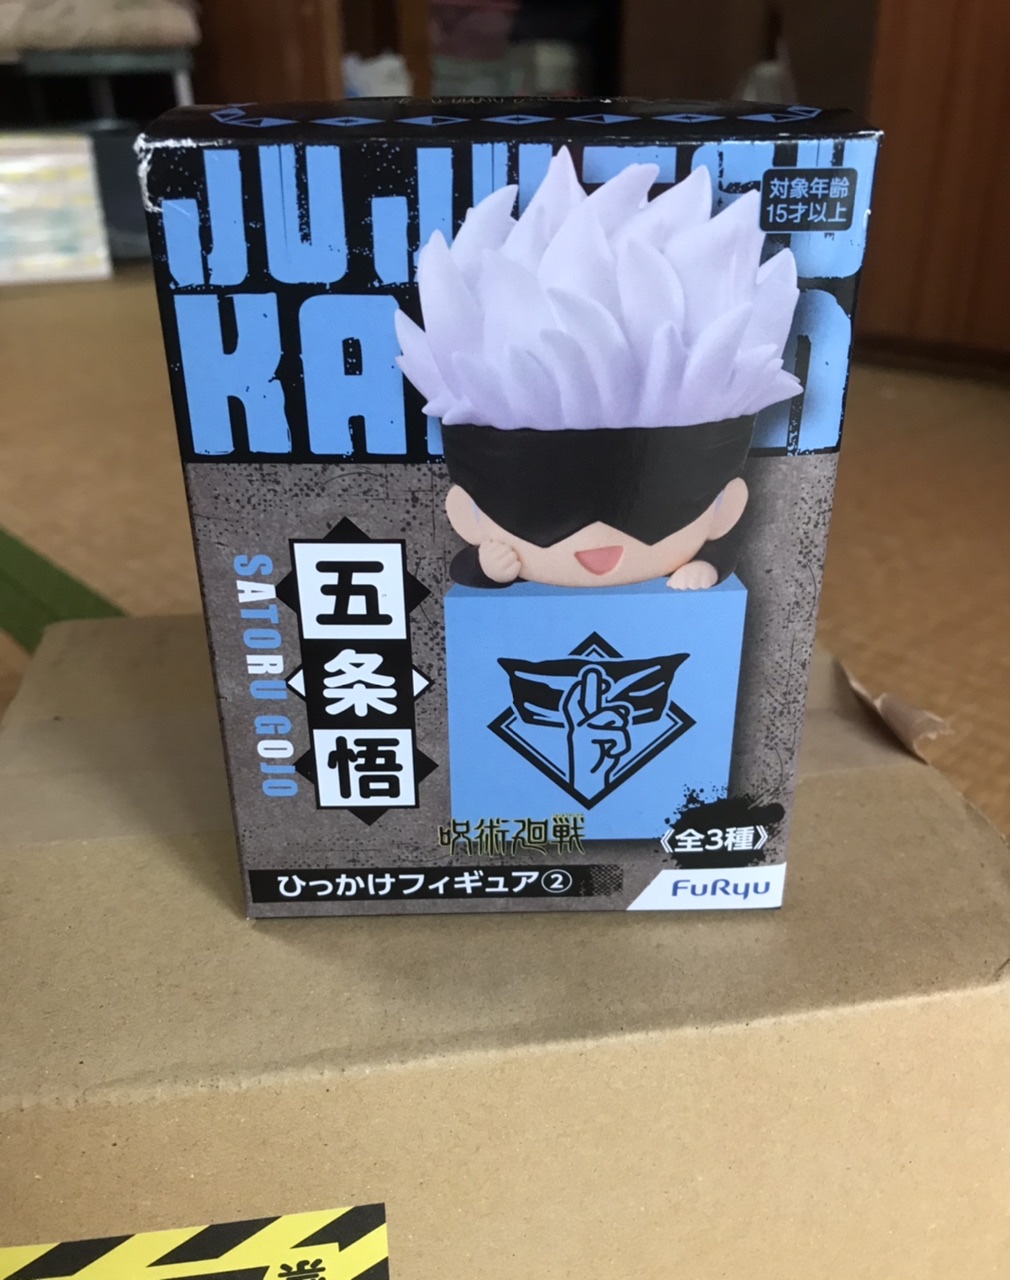 JUJUTSU
KAISEN
対象年齢
15才以上
SATORU GOJO
五条悟
呪術廻戦
《全3種》
ひっかけフィギュア②
FuRyu